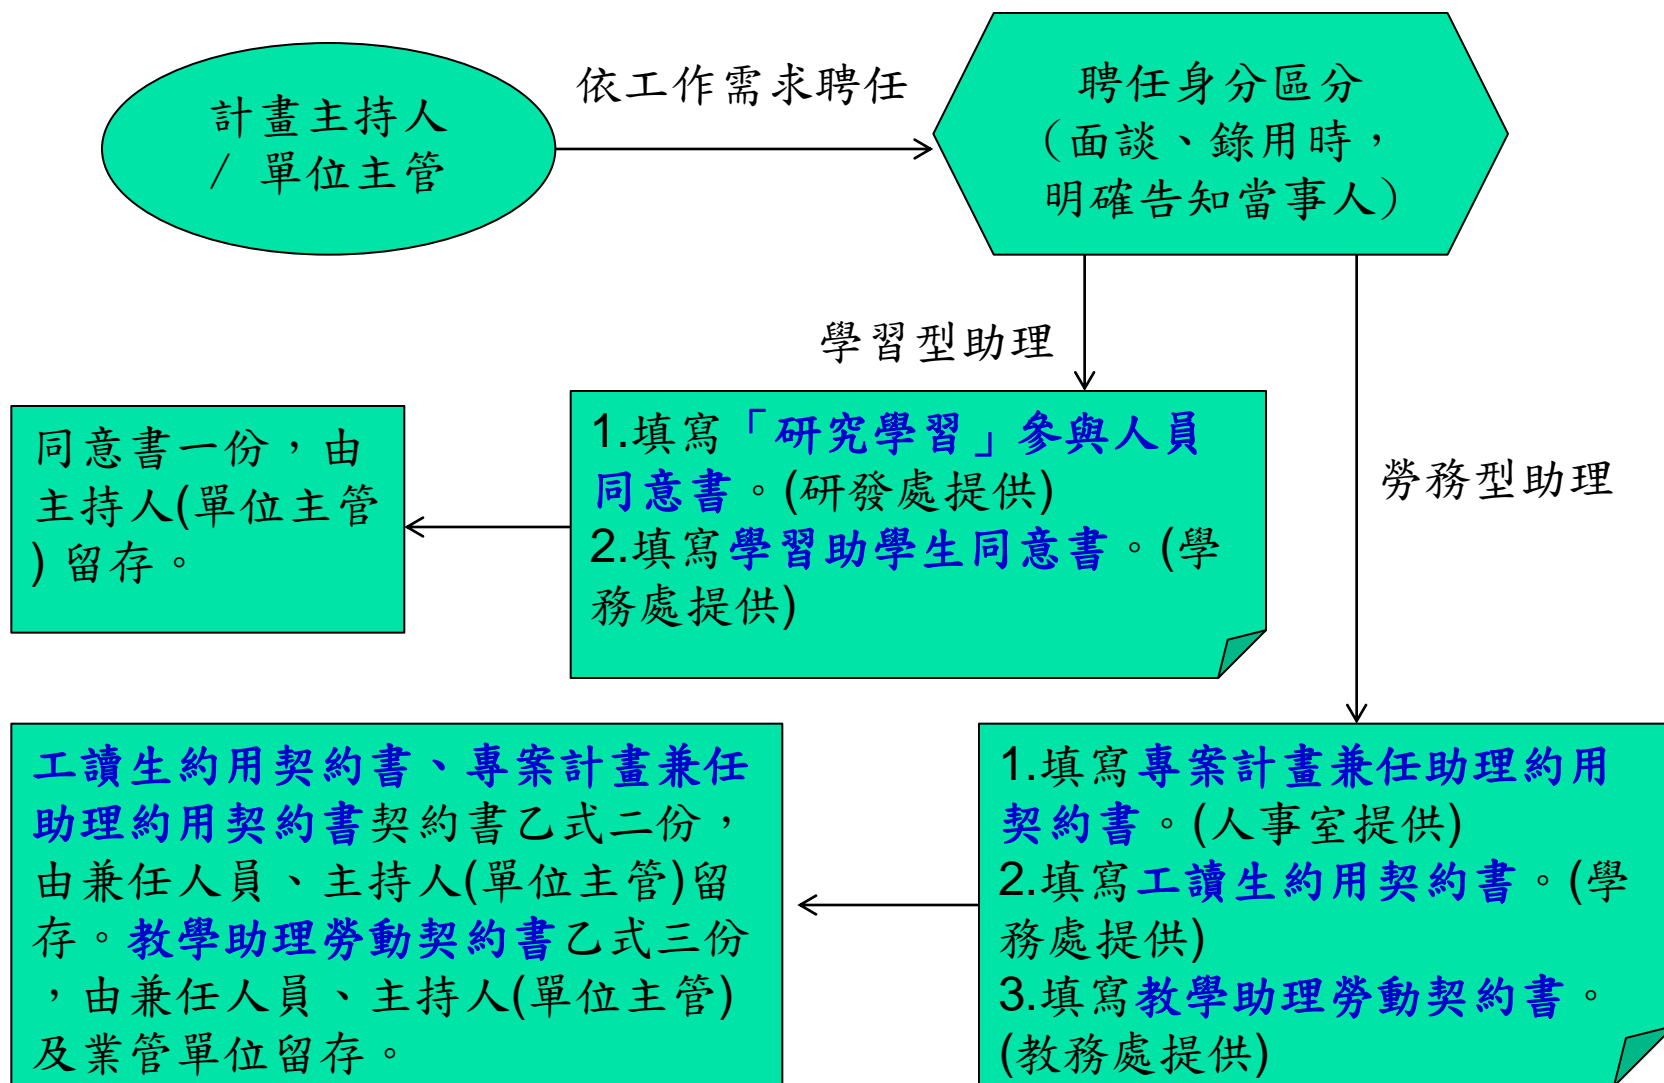 計畫主持人
/ 單位主管
依工作需求聘任
聘任身分區分
(面談、錄用時，
明確告知當事人)
學習型助理
1.填寫「研究學習」參與人員
同意書。(研發處提供)
2.填寫學習助學生同意書。(學
務處提供)
同意書一份，由
主持人(單位主管
) 留存。
勞務型助理
1.填寫專案計畫兼任助理約用
契約書。(人事室提供)
2.填寫工讀生約用契約書。(學
務處提供)
3.填寫教學助理勞動契約書。
(教務處提供)
工讀生約用契約書、專案計畫兼任
助理約用契約書契約書乙式二份，
由兼任人員、主持人(單位主管)留
存。教學助理勞動契約書乙式三份
，由兼任人員、主持人(單位主管)
及業管單位留存。